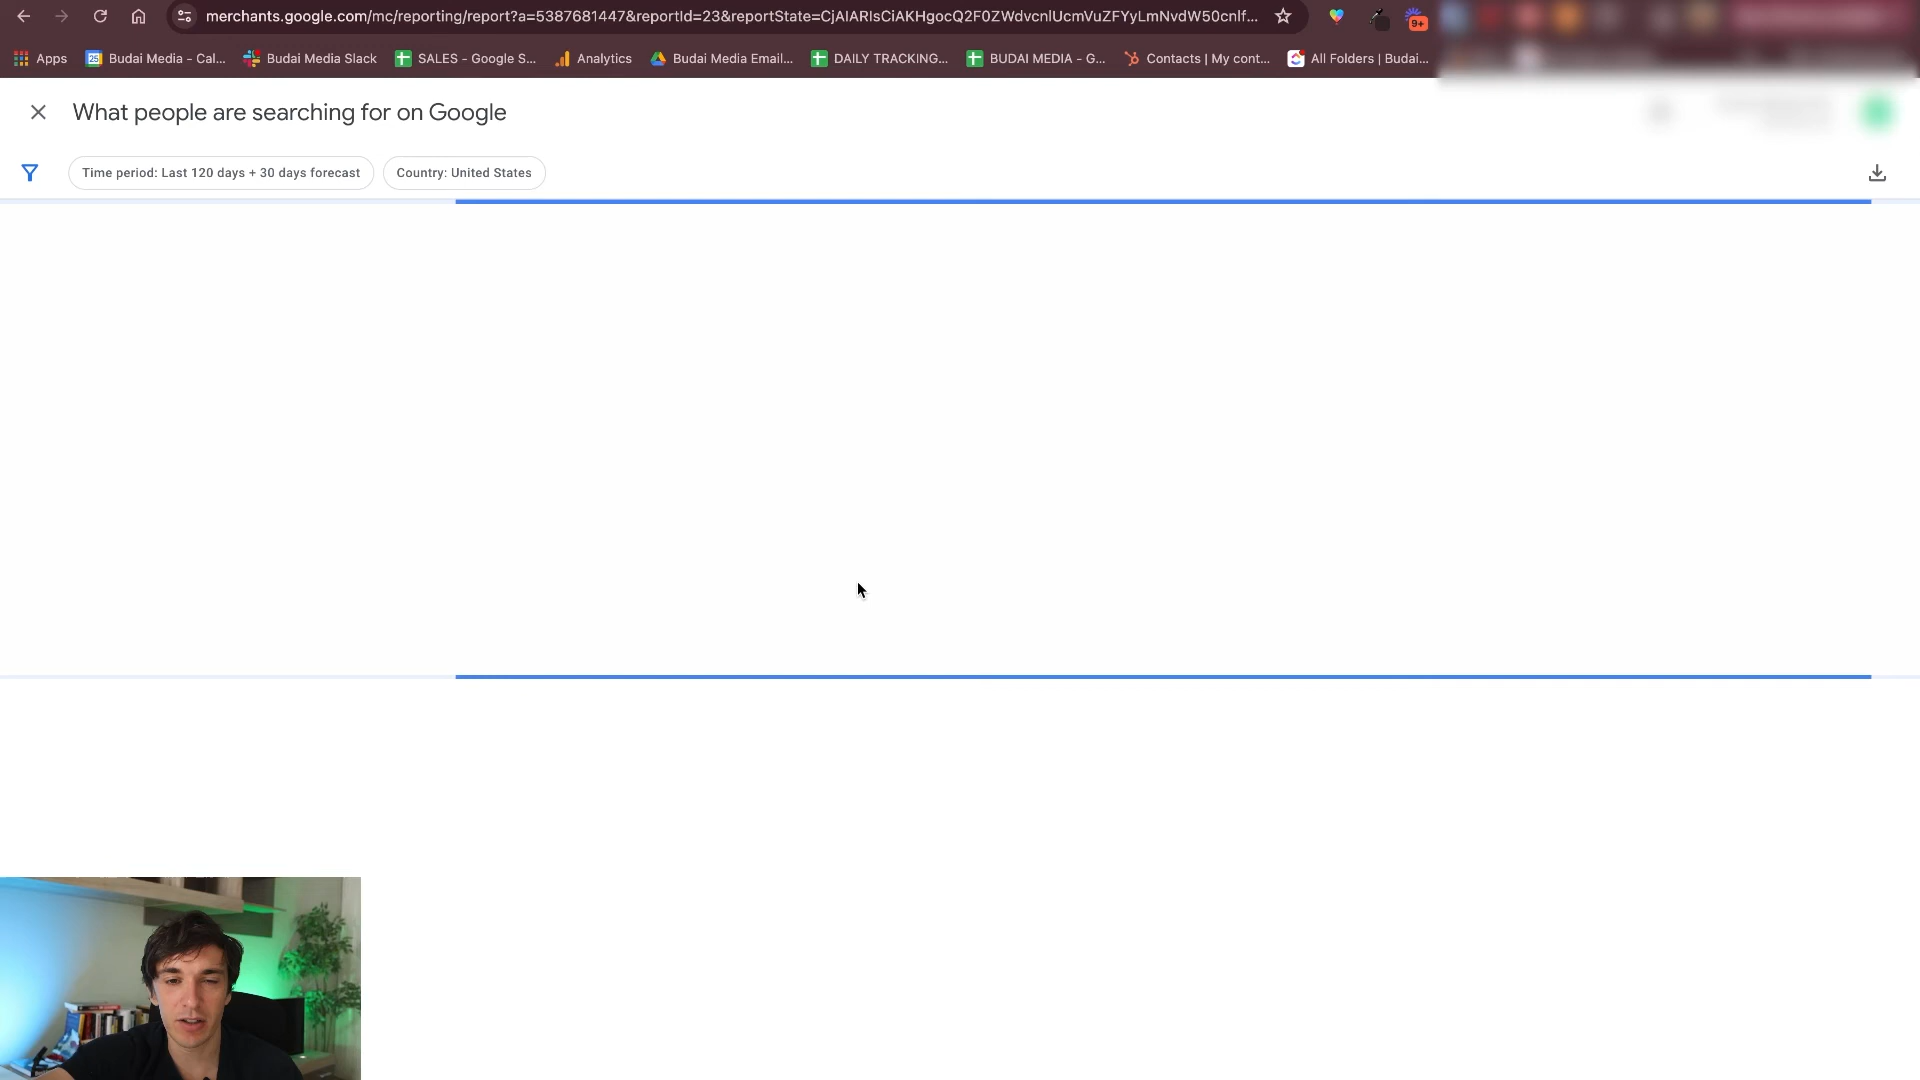 merchants.google.com/mc/reporting/report?a=5387681447&reportId=23&reportState=CjAIARIsCiAKHgocQ2F0ZWdvcnlUcmVuZFYyLmNvdW50cnlf...
9+
Apps
Budai Media - Cal...
Budai Media Slack
SALES - Google S...
Analytics
Budai Media Email...
DAILY TRACKING...
BUDAI MEDIA - G...
Contacts | My cont...
All Folders | Budai...
What people are searching for on Google
Time period: Last 120 days + 30 days forecast
Country: United States